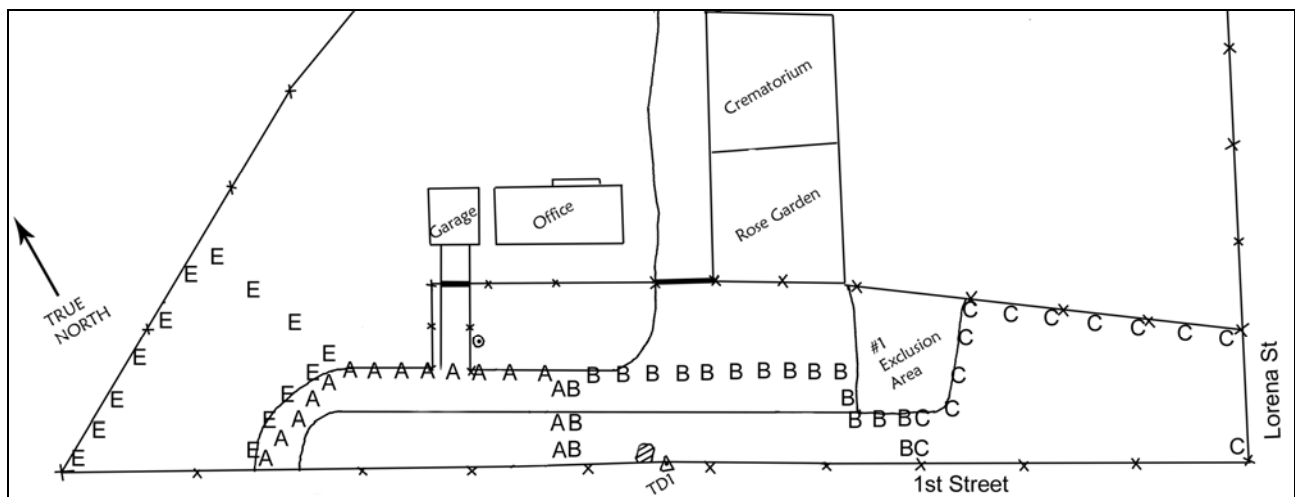 Crematorium
Rose Garden
Garage
Office
TRUE
NORTH
#1
Exclusion
Area
Lorena St
1st Street
TD1
E E
E
E E
E E
E E
E E
E E
E
A A A A A A A A
A
A
A
A
A
AB B B B B B B B B B B
AB
AB
B
B B BC
BC
C C C C C C C
C
C
C
C